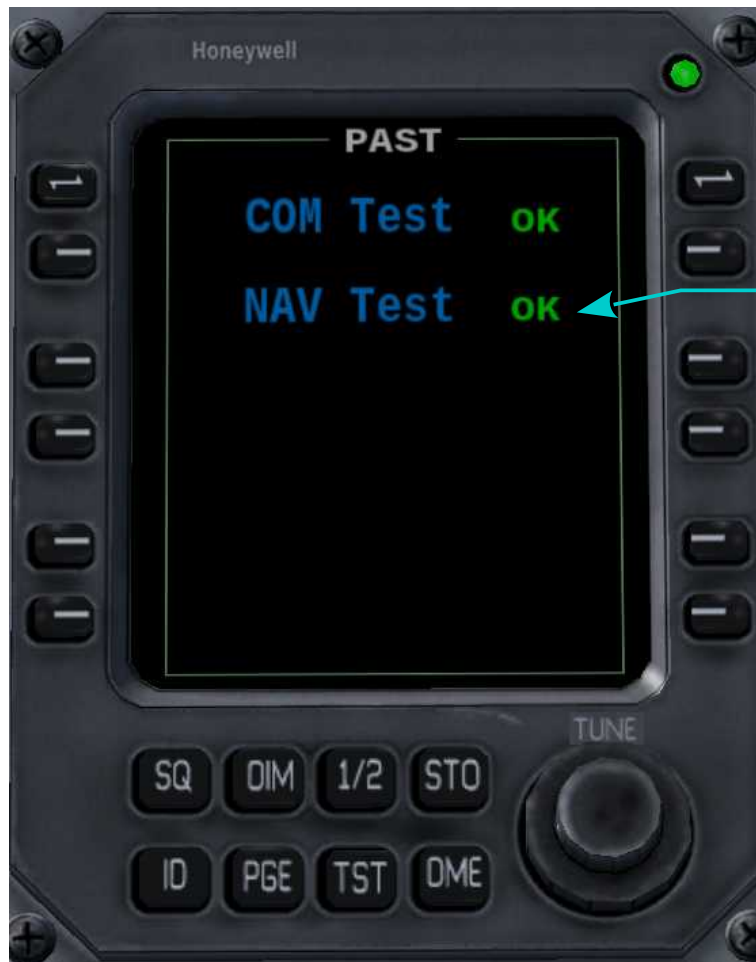 Honeywell
PAST
COM Test OK
NAV Test OK
TUNE
SQ DIM 1/2 STO
ID PGE TST DME